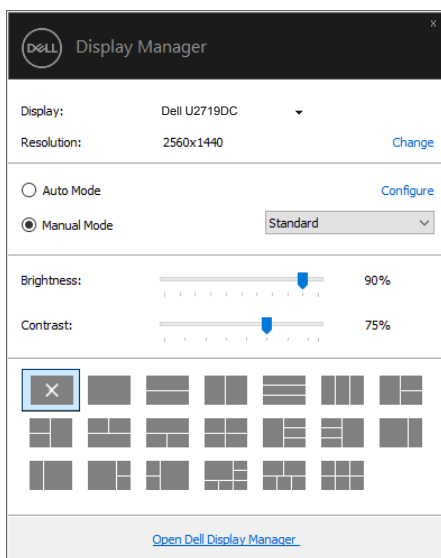 x
DELL Display Manager
Display: Dell U2719DC
Resolution: 2560x1440 Change
Auto Mode Configure
Manual Mode Standard
Brightness: 90%
Contrast: 75%
Open Dell Display Manager